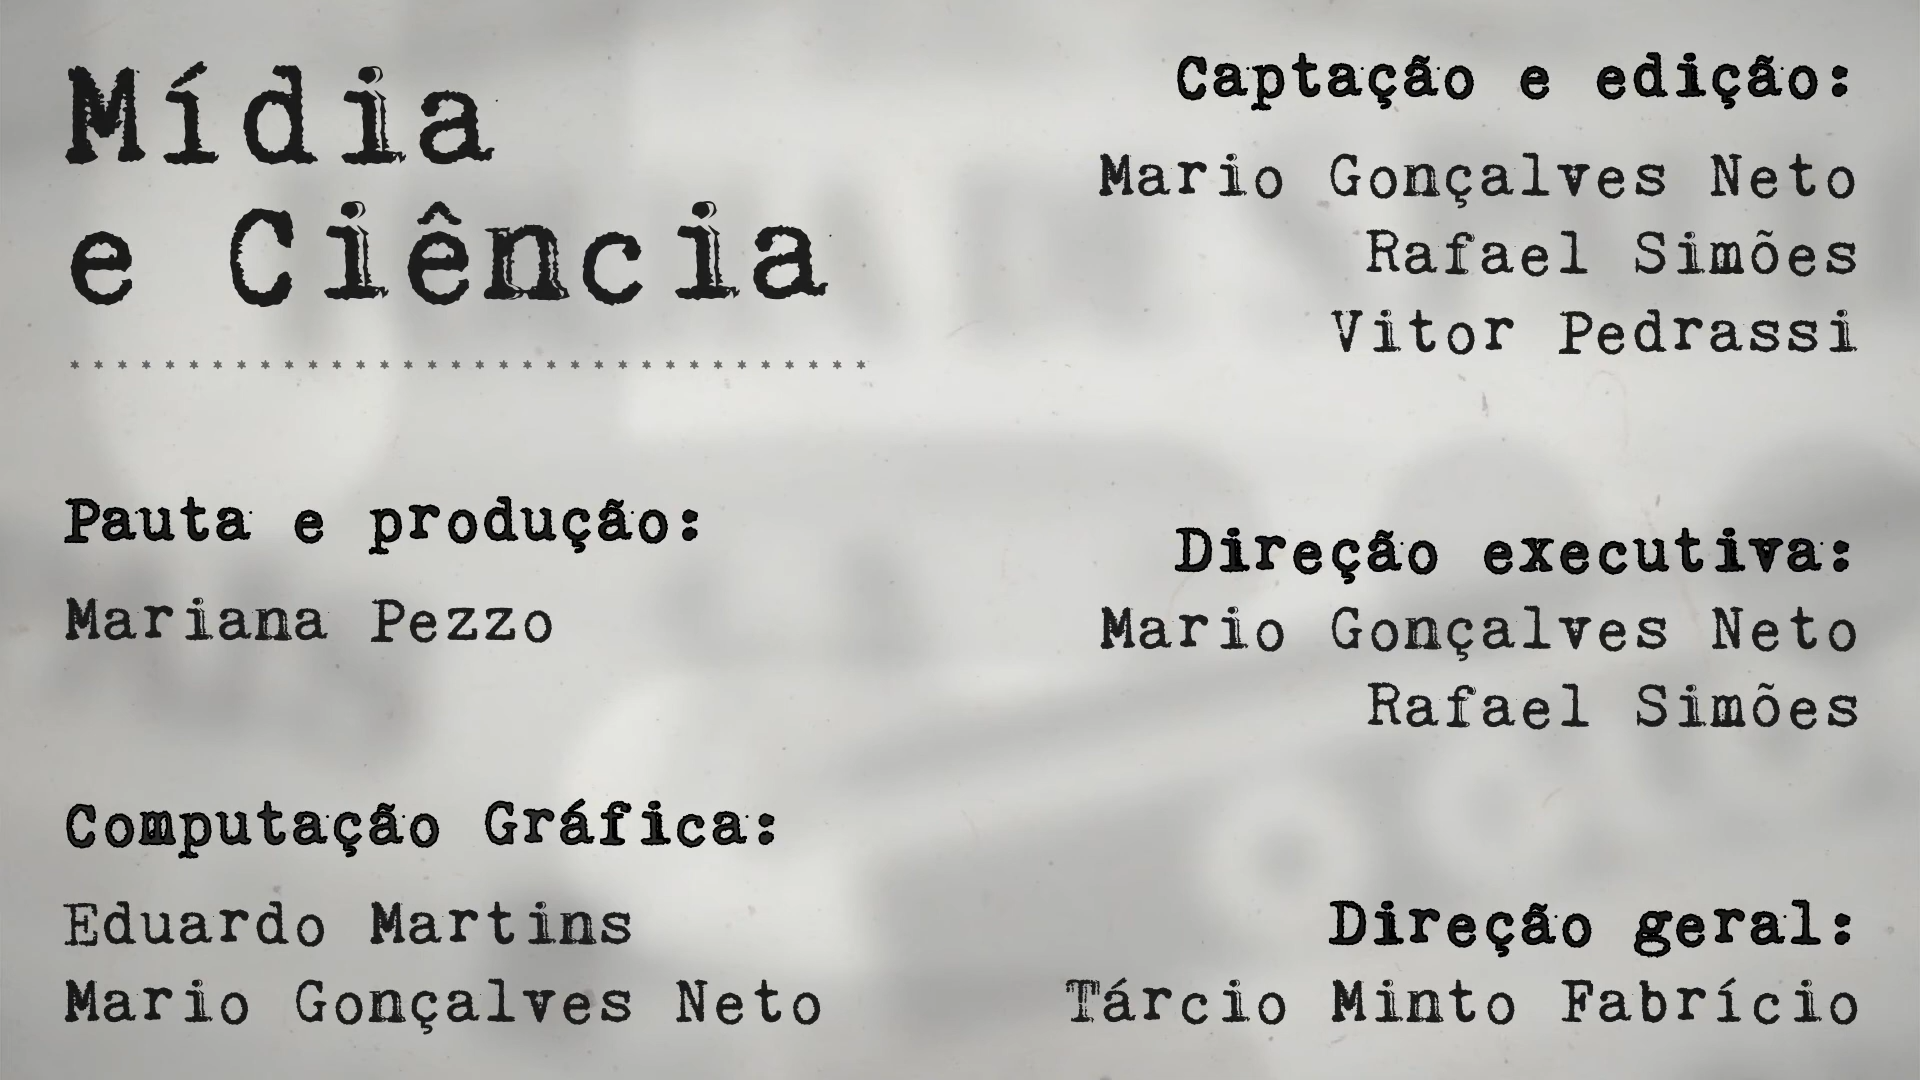 Mídia
e Ciência
Pauta e produção:
Mariana Pezzo
Computação Gráfica:
Eduardo Martins
Mario Gonçalves Neto
Captação e edição:
Mario Gonçalves Neto
Rafael Simões
Vitor Pedrassi
Direção executiva:
Mario Gonçalves Neto
Rafael Simões
Direção geral:
Tárcio Minto Fabrício